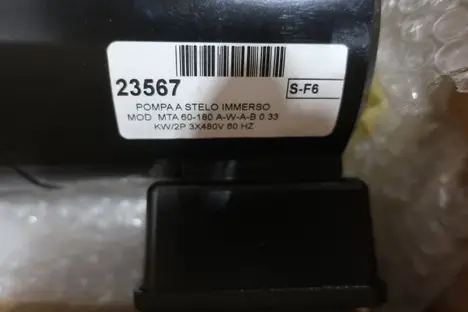 23567
S-F6
POMPA A STELO IMMERSO
MOD MTA 60-180 A-W-A-B 0.33
KW/2P 3X480V 60 HZ